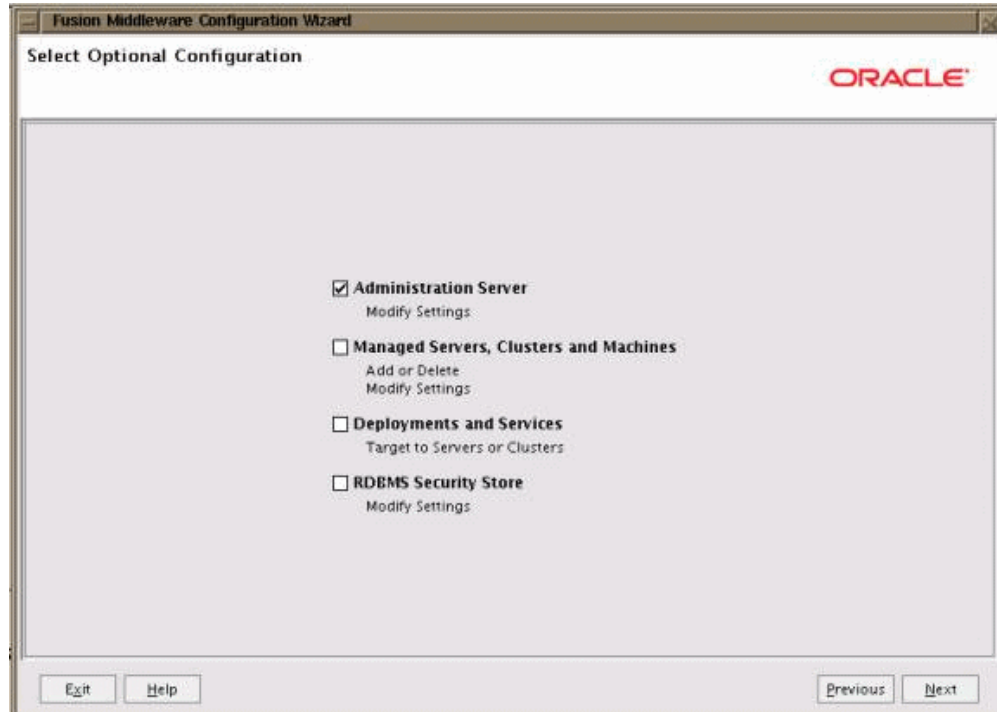 Fusion Middleware Configuration Wizard
Select Optional Configuration
ORACLE
Administration Server
Modify Settings
Managed Servers, Clusters and Machines
Add or Delete
Modify Settings
Deployments and Services
Target to Servers or Clusters
RDBMS Security Store
Modify Settings
Exit Help Previous Next